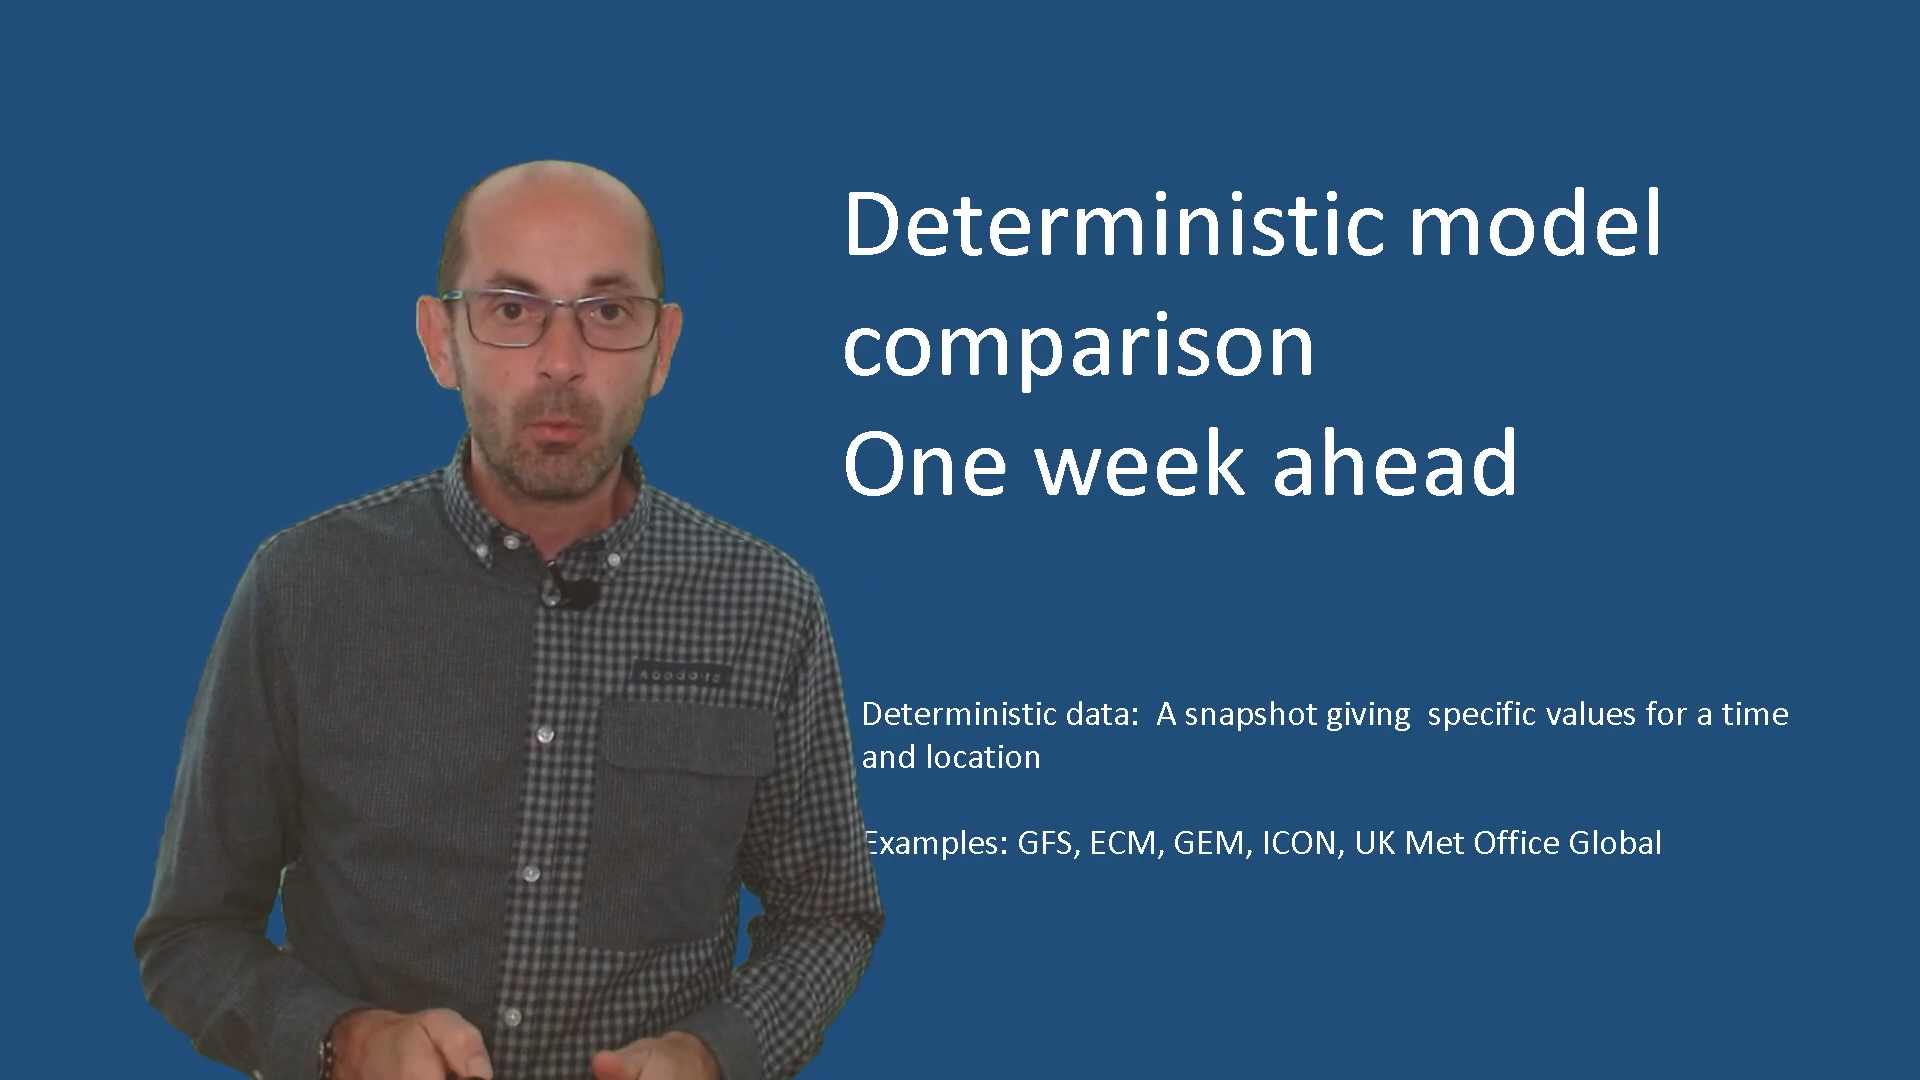 Deterministic model
comparison
One week ahead
Deterministic data:  A snapshot giving  specific values for a time
and location
Examples: GFS, ECM, GEM, ICON, UK Met Office Global